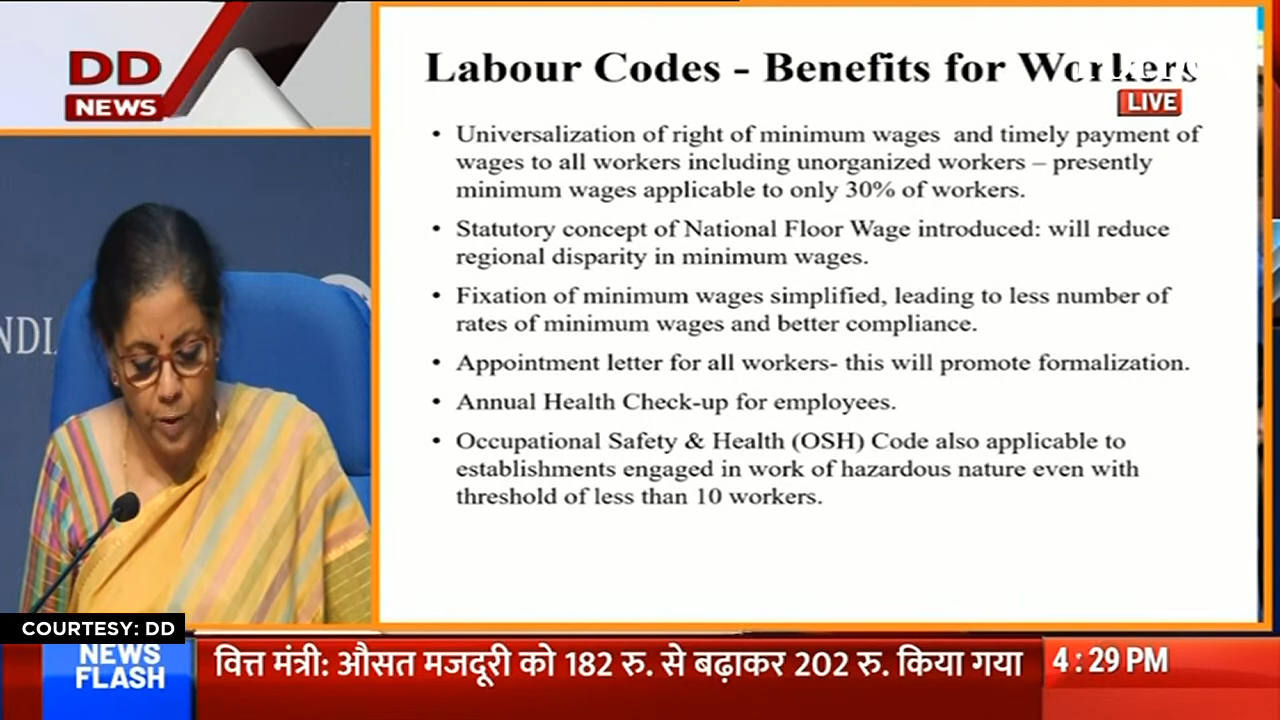 DD
NEWS
Labour Codes - Benefits for Workers
LIVE
• Universalization of right of minimum wages and timely payment of
wages to all workers including unorganized workers – presently
minimum wages applicable to only 30% of workers.
• Statutory concept of National Floor Wage introduced: will reduce
regional disparity in minimum wages.
• Fixation of minimum wages simplified, leading to less number of
rates of minimum wages and better compliance.
• Appointment letter for all workers- this will promote formalization.
• Annual Health Check-up for employees.
• Occupational Safety & Health (OSH) Code also applicable to
establishments engaged in work of hazardous nature even with
threshold of less than 10 workers.
NDI
COURTESY: DD
NEWS
FLASH
वित्त मंत्री: औसत मजदूरी को 182 रु. से बढ़ाकर 202 रु. किया गया
4:29 PM